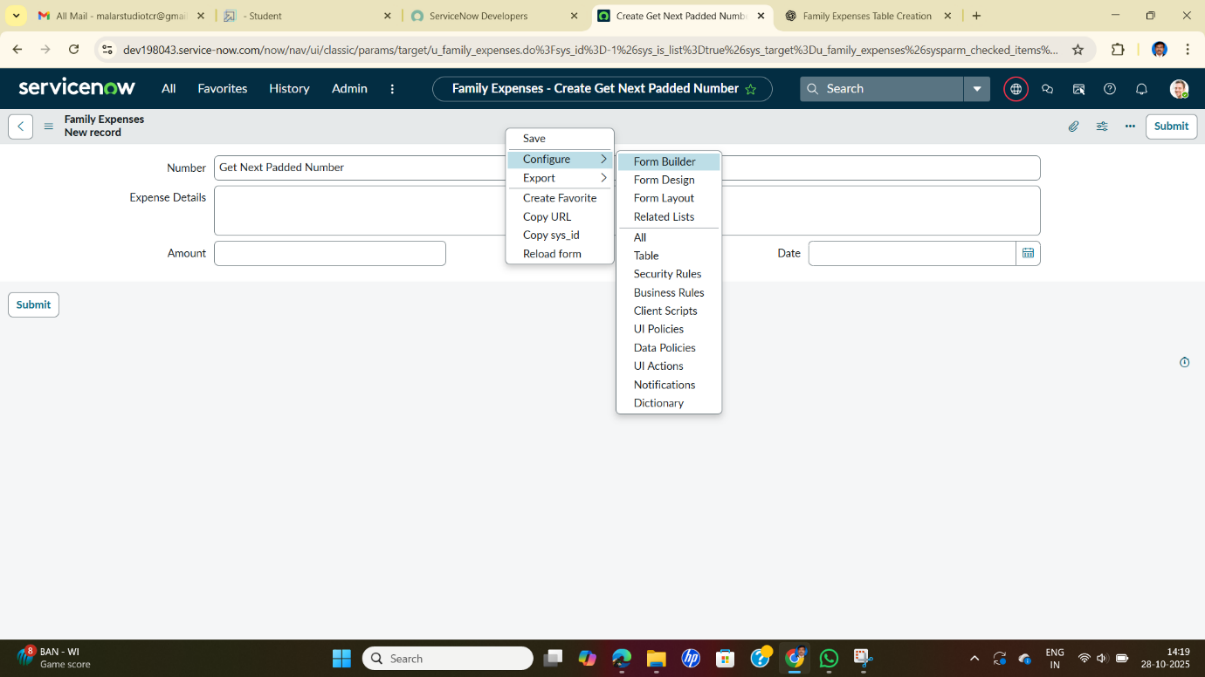 All Mail - malarstudiotcr@gmai
- Student
ServiceNow Developers
Create Get Next Padded Numb
Family Expenses Table Creation
dev198043.service-now.com/now/nav/ui/classic/params/target/u_family_expenses.do%3Fsys_id%3D-1%26sys_is_list%3Dtrue%26sys_target%3Du_family_expenses%26sysparm_checked_items%...
servicenow
All
Favorites
History
Admin
Family Expenses - Create Get Next Padded Number
Search
Family Expenses
New record
Submit
Number
Get Next Padded Number
Expense Details
Amount
Date
Submit
Save
Configure
Export
Create Favorite
Copy URL
Copy sys_id
Reload form
Form Builder
Form Design
Form Layout
Related Lists
All
Table
Security Rules
Business Rules
Client Scripts
UI Policies
Data Policies
UI Actions
Notifications
Dictionary
8
BAN - WI
Game score
Search
ENG
IN
14:19
28-10-2025